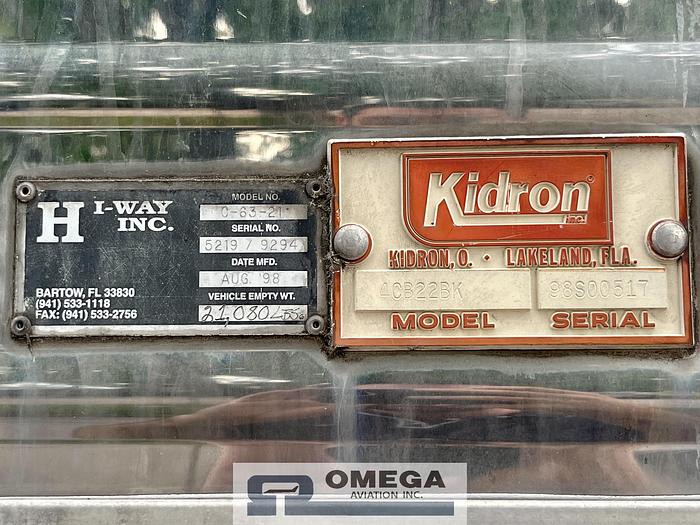 H I-WAY
INC.
MODEL NO.
C-63-21
SERIAL NO.
5219 / 9294
DATE MFD.
AUG '98
VEHICLE EMPTY WT.
21,080 LBS
BARTOW, FL 33830
(941) 533-1118
FAX: (941) 533-2756
Kidron®
inc.
KIDRON, O. · LAKELAND, FLA.
4CB22BK 98S00517
MODEL SERIAL
OMEGA
AVIATION INC.